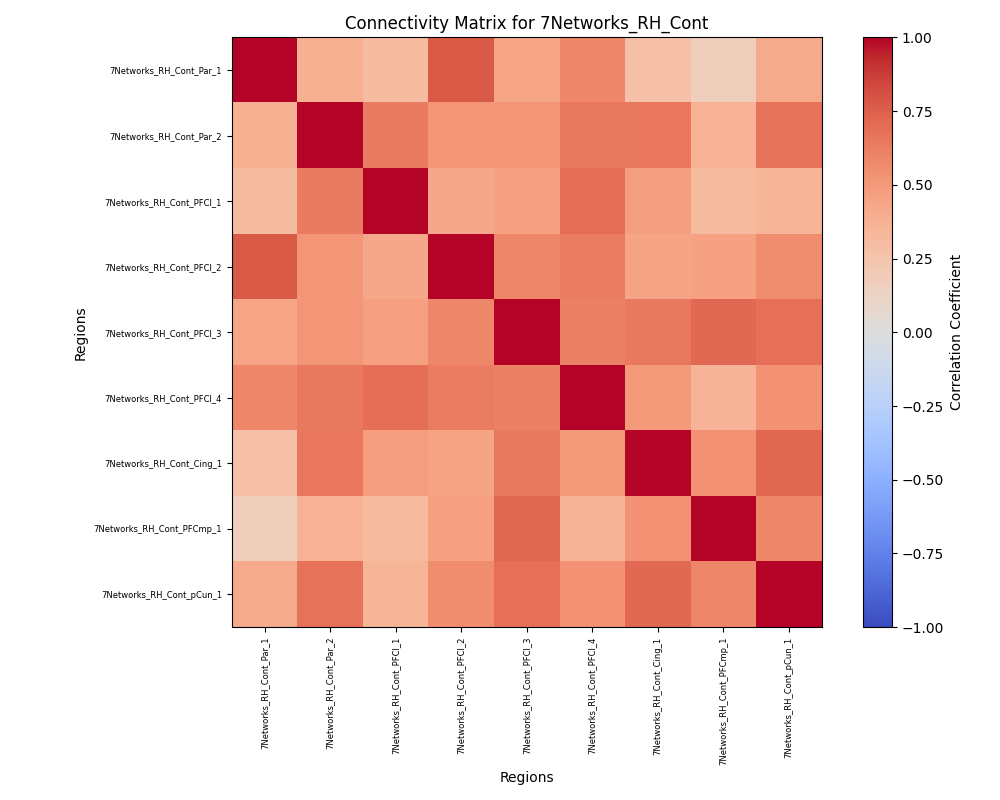 Connectivity Matrix for 7Networks_RH_Cont
7Networks_RH_Cont_Par_1
7Networks_RH_Cont_Par_2
7Networks_RH_Cont_PFCl_1
7Networks_RH_Cont_PFCl_2
7Networks_RH_Cont_PFCl_3
7Networks_RH_Cont_PFCl_4
7Networks_RH_Cont_Cing_1
7Networks_RH_Cont_PFCmp_1
7Networks_RH_Cont_pCun_1
Regions
7Networks_RH_Cont_Par_1
7Networks_RH_Cont_Par_2
7Networks_RH_Cont_PFCl_1
7Networks_RH_Cont_PFCl_2
7Networks_RH_Cont_PFCl_3
7Networks_RH_Cont_PFCl_4
7Networks_RH_Cont_Cing_1
7Networks_RH_Cont_PFCmp_1
7Networks_RH_Cont_pCun_1
Regions
1.00
0.75
0.50
0.25
0.00
−0.25
−0.50
−0.75
−1.00
Correlation Coefficient